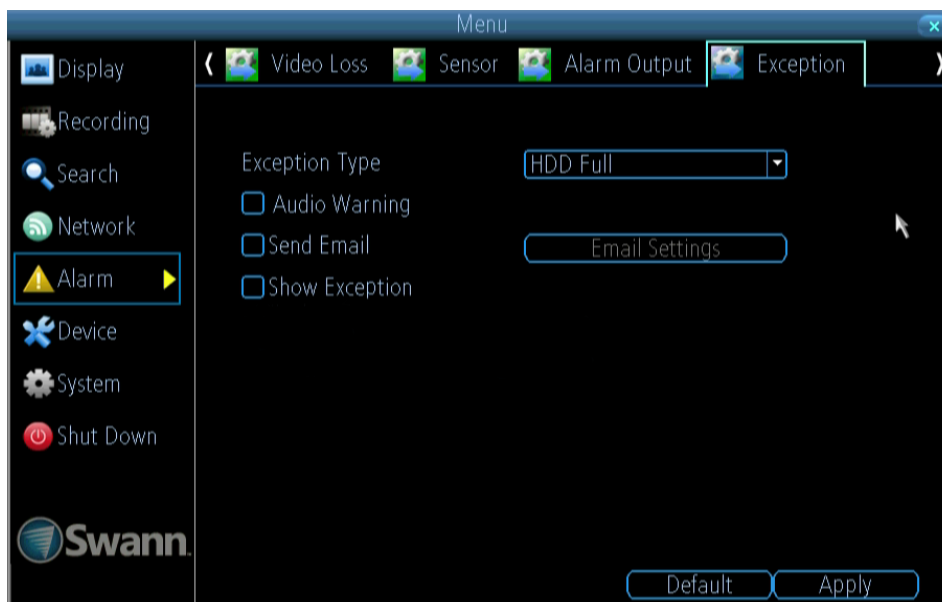 Menu
Display
Video Loss
Sensor
Alarm Output
Exception
Recording
Search
Network
Alarm
Device
System
Shut Down
Exception Type
HDD Full
Audio Warning
Send Email
Email Settings
Show Exception
Swann
Default
Apply